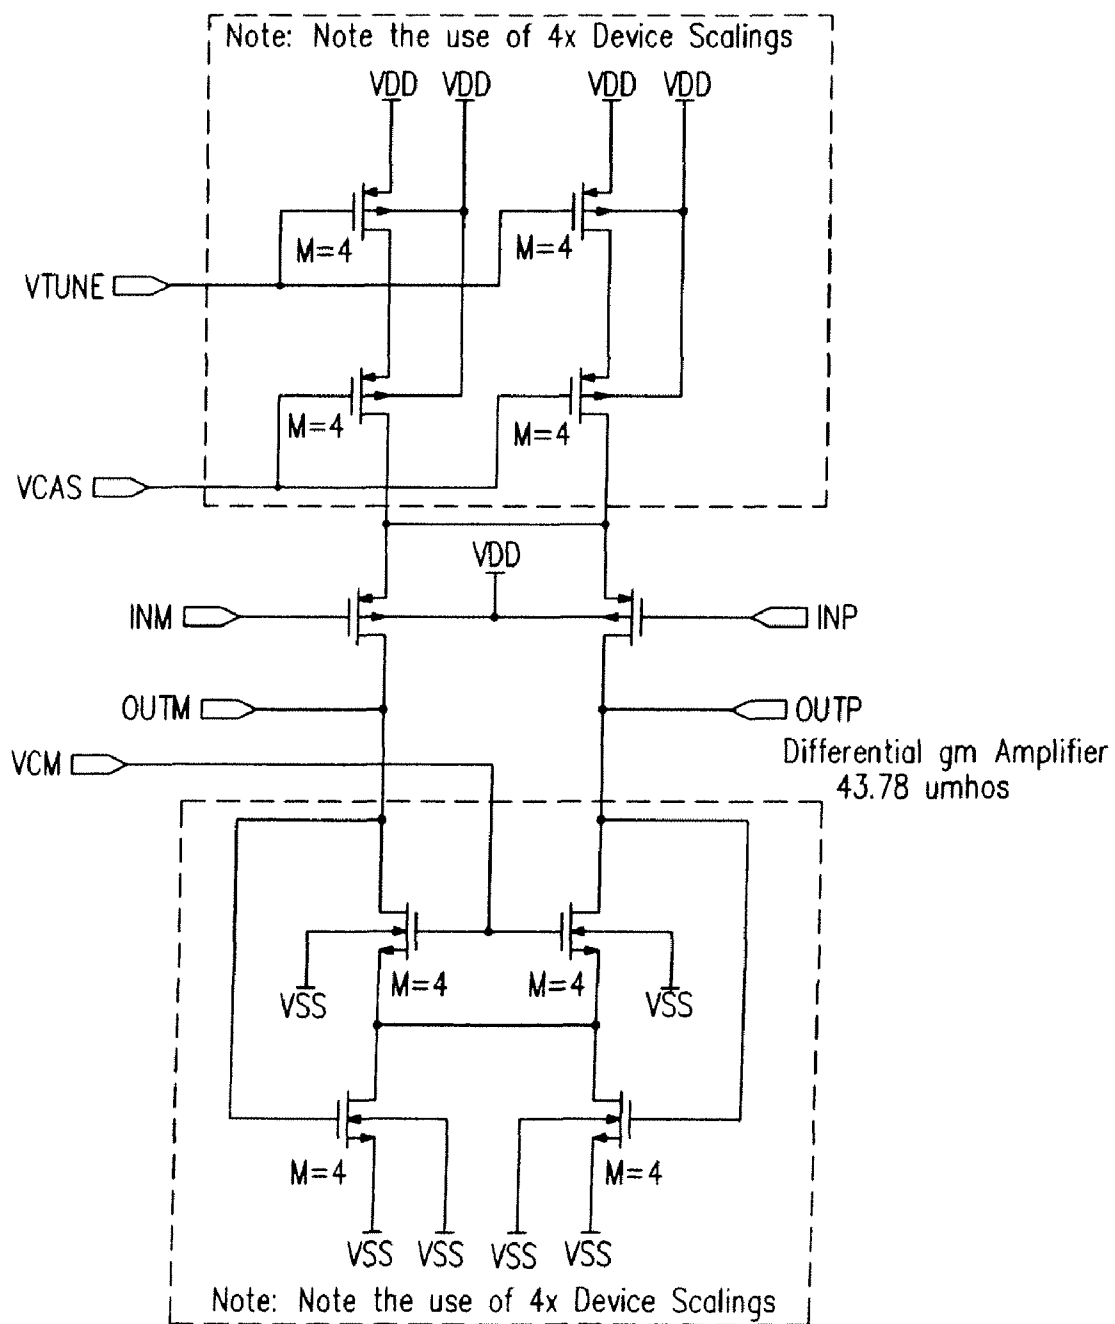 Note: Note the use of 4x Device Scalings
VDD VDD VDD VDD
M=4 M=4
VTUNE
M=4 M=4
VCAS
VDD
INM INP
OUTM OUTP
VCM
Differential gm Amplifier
43.78 umhos
VSS M=4 M=4 VSS
M=4 M=4
VSS VSS VSS VSS
Note: Note the use of 4x Device Scalings